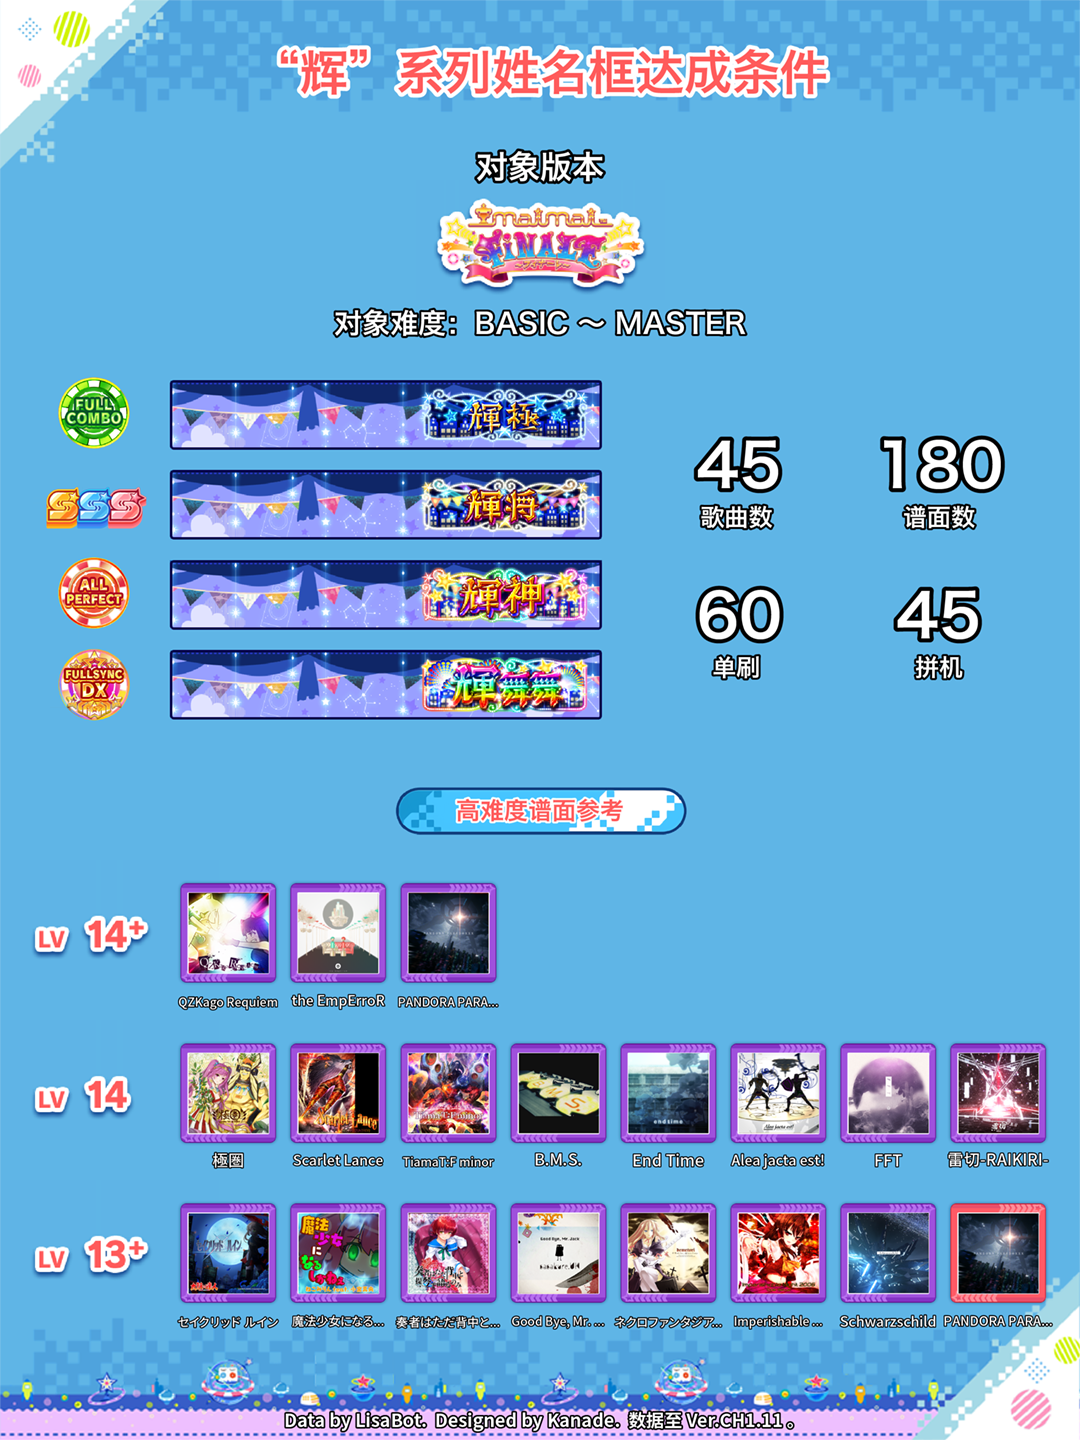 “辉”系列姓名框达成条件
对象版本
maimai
FiNALE
对象难度：BASIC ～ MASTER
FULL
COMBO
輝極
SSS
輝将
45
180
歌曲数
谱面数
ALL
PERFECT
輝神
60
45
单刷
拼机
FULLSYNC
DX
輝舞舞
高难度谱面参考
LV 14+
QZKago Requiem
the EmpErroR
PANDORA PARA...
LV 14
極圏
Scarlet Lance
TiamaT:F minor
B.M.S.
End Time
Alea jacta est!
FFT
雷切-RAIKIRI-
LV 13+
セイクリッド ルイン
魔法少女になる...
奏者はただ背中と...
Good Bye, Mr. ...
ネクロファンタジア...
Imperishable ...
Schwarzschild
PANDORA PARA...
Data by LisaBot. Designed by Kanade. 数据至 Ver.CH1.11。